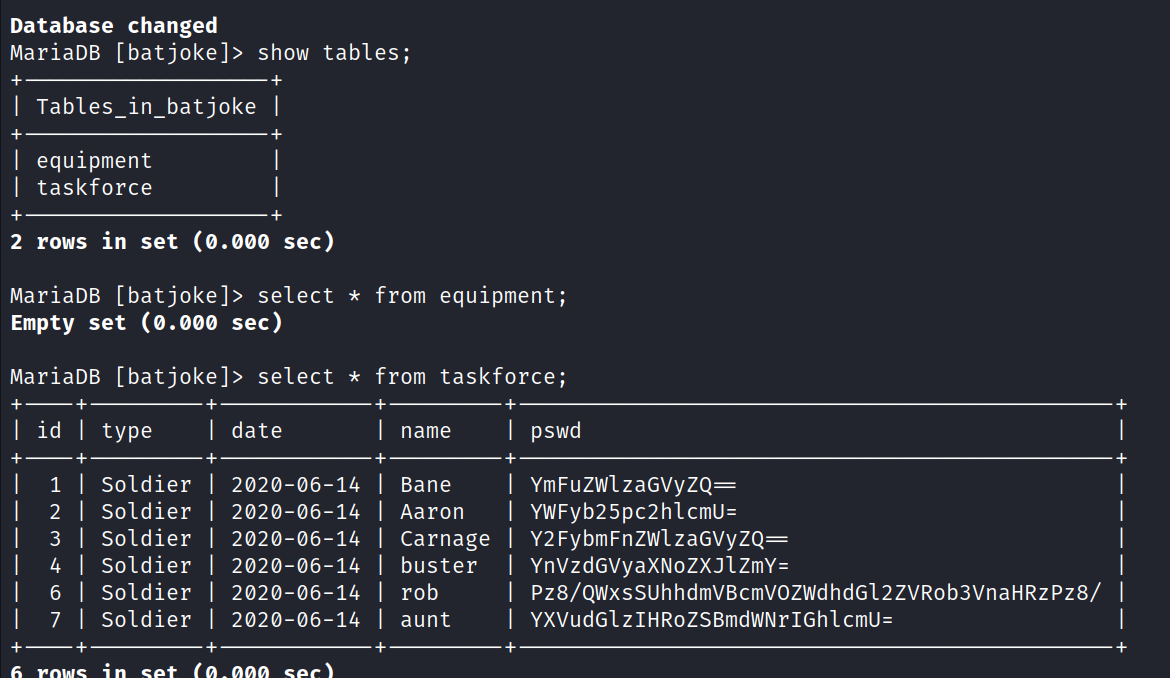 Database changed
MariaDB [batjoke]> show tables;
+-------------------+
| Tables_in_batjoke |
+-------------------+
| equipment         |
| taskforce         |
+-------------------+
2 rows in set (0.000 sec)
MariaDB [batjoke]> select * from equipment;
Empty set (0.000 sec)
MariaDB [batjoke]> select * from taskforce;
+----+---------+------------+---------+----------------------------------------------+
| id | type    | date       | name    | pswd                                         |
+----+---------+------------+---------+----------------------------------------------+
|  1 | Soldier | 2020-06-14 | Bane    | YmFuZWlzaGVyZQ==                             |
|  2 | Soldier | 2020-06-14 | Aaron   | YWFyb25pc2hlcmU=                             |
|  3 | Soldier | 2020-06-14 | Carnage | Y2FybmFnZWlzaGVyZQ==                         |
|  4 | Soldier | 2020-06-14 | buster  | YnVzdGVyaXNoZXJlZmY=                         |
|  6 | Soldier | 2020-06-14 | rob     | Pz8/QWxsSUhhdmVBcmVOZWdhdGl2ZVRob3VnaHRzPz8/ |
|  7 | Soldier | 2020-06-14 | aunt    | YXVudGlzIHRoZSBmdWNrIGhlcmU=                 |
+----+---------+------------+---------+----------------------------------------------+
6 rows in set (0.000 sec)